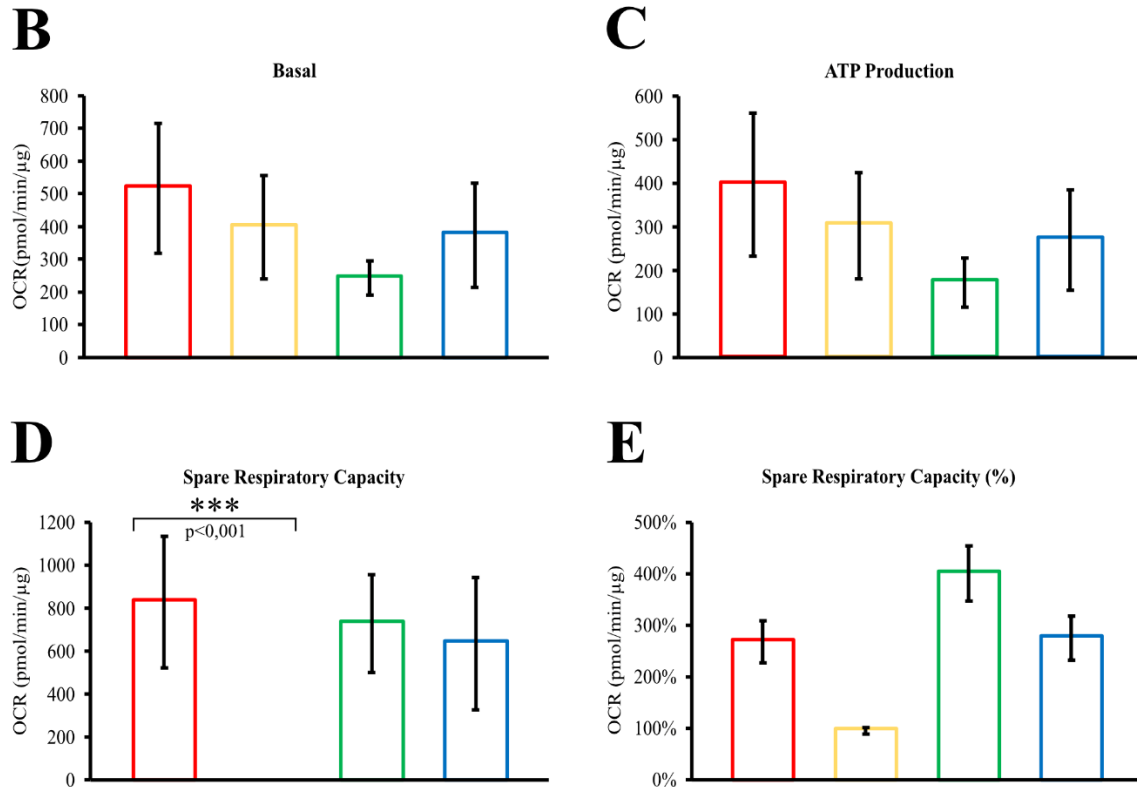 B
Basal
800
700
600
500
400
300
200
100
0
OCR(pmol/min/µg)
C
ATP Production
600
500
400
300
200
100
0
OCR (pmol/min/µg)
D
Spare Respiratory Capacity
***
p<0,001
1200
1000
800
600
400
200
0
OCR (pmol/min/µg)
E
Spare Respiratory Capacity (%)
500%
400%
300%
200%
100%
0%
OCR (pmol/min/µg)